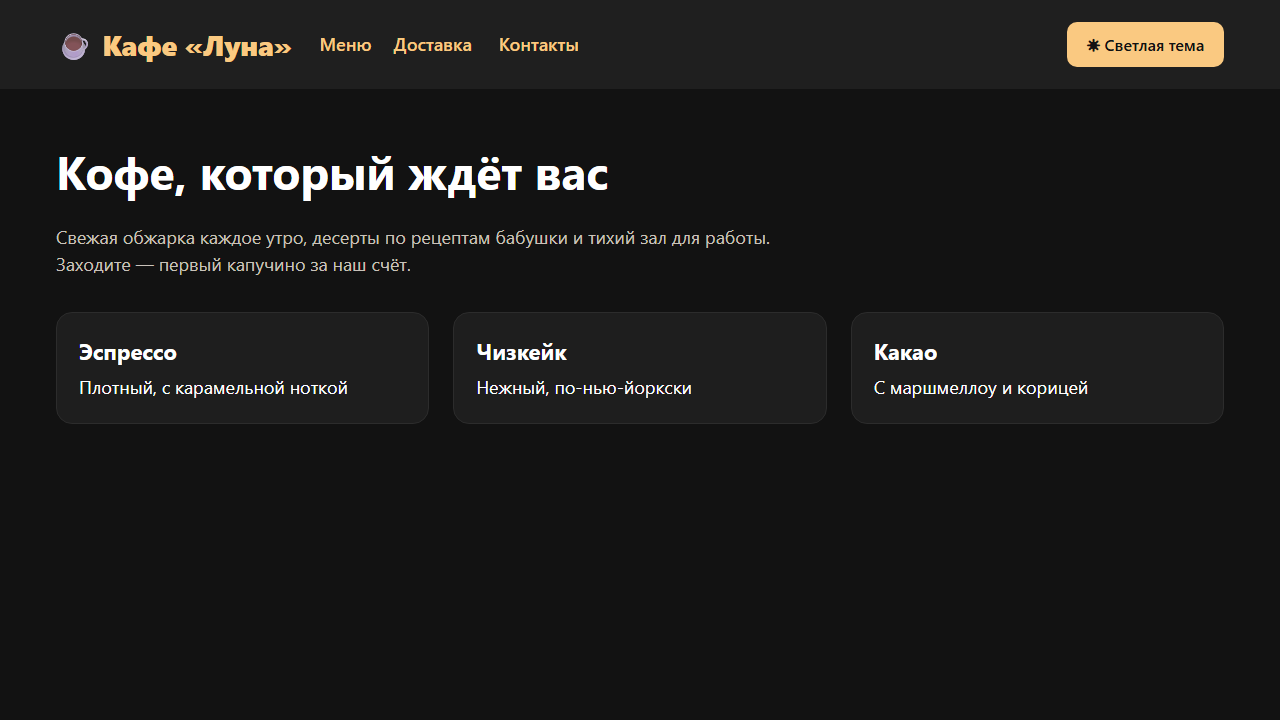 Кафе «Луна» Меню Доставка Контакты ☀ Светлая тема
Кофе, который ждёт вас
Свежая обжарка каждое утро, десерты по рецептам бабушки и тихий зал для работы.
Заходите — первый капучино за наш счёт.
Эспрессо
Плотный, с карамельной ноткой
Чизкейк
Нежный, по-нью-йоркски
Какао
С маршмеллоу и корицей